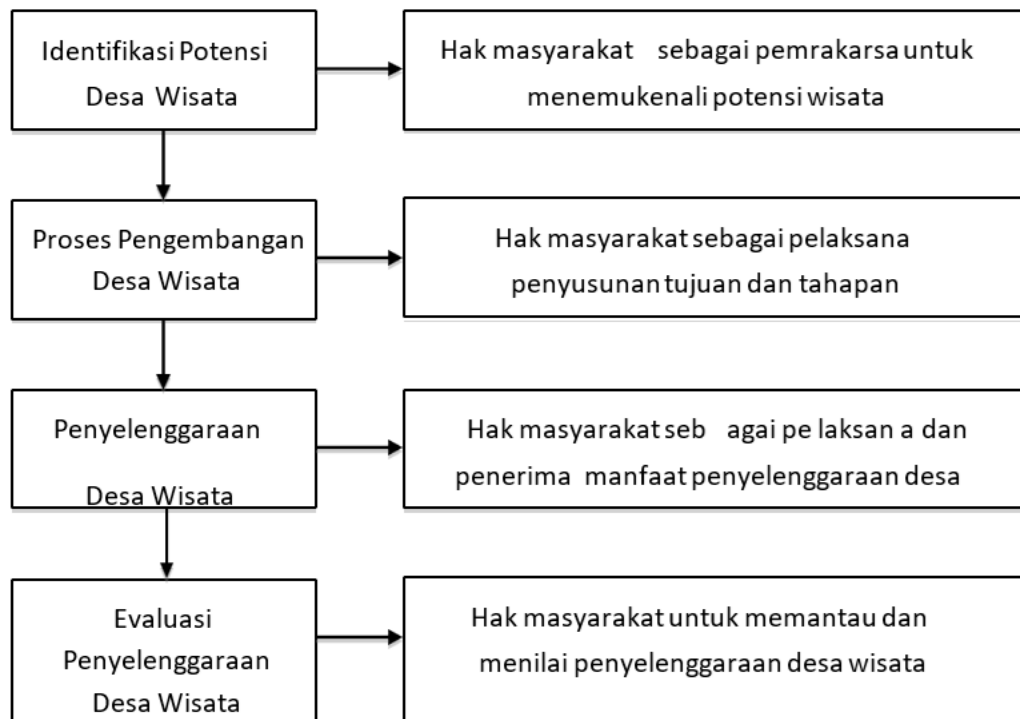 Identifikasi Potensi
Desa Wisata
Hak masyarakat sebagai pemrakarsa untuk
menemukenali potensi wisata
Proses Pengembangan
Desa Wisata
Hak masyarakat sebagai pelaksana
penyusunan tujuan dan tahapan
Penyelenggaraan
Desa Wisata
Hak masyarakat seb agai pe laksan a dan
penerima manfaat penyelenggaraan desa
Evaluasi
Penyelenggaraan
Desa Wisata
Hak masyarakat untuk memantau dan
menilai penyelenggaraan desa wisata